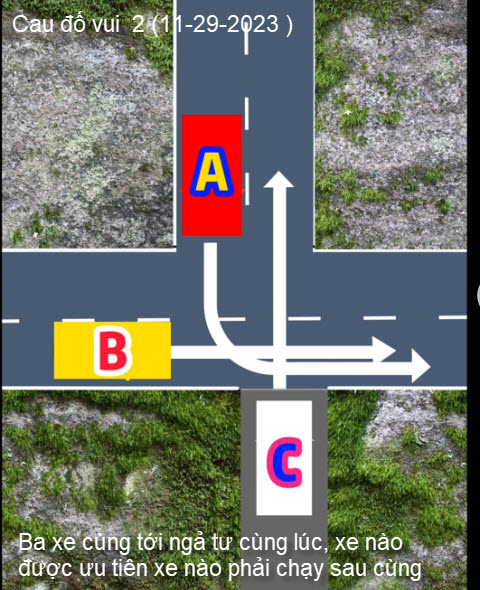 Cau đố vui 2 (11-29-2023 )
A
B
C
Ba xe cùng tới ngả tư cùng lúc, xe nào
được ưu tiên xe nào phải chạy sau cùng